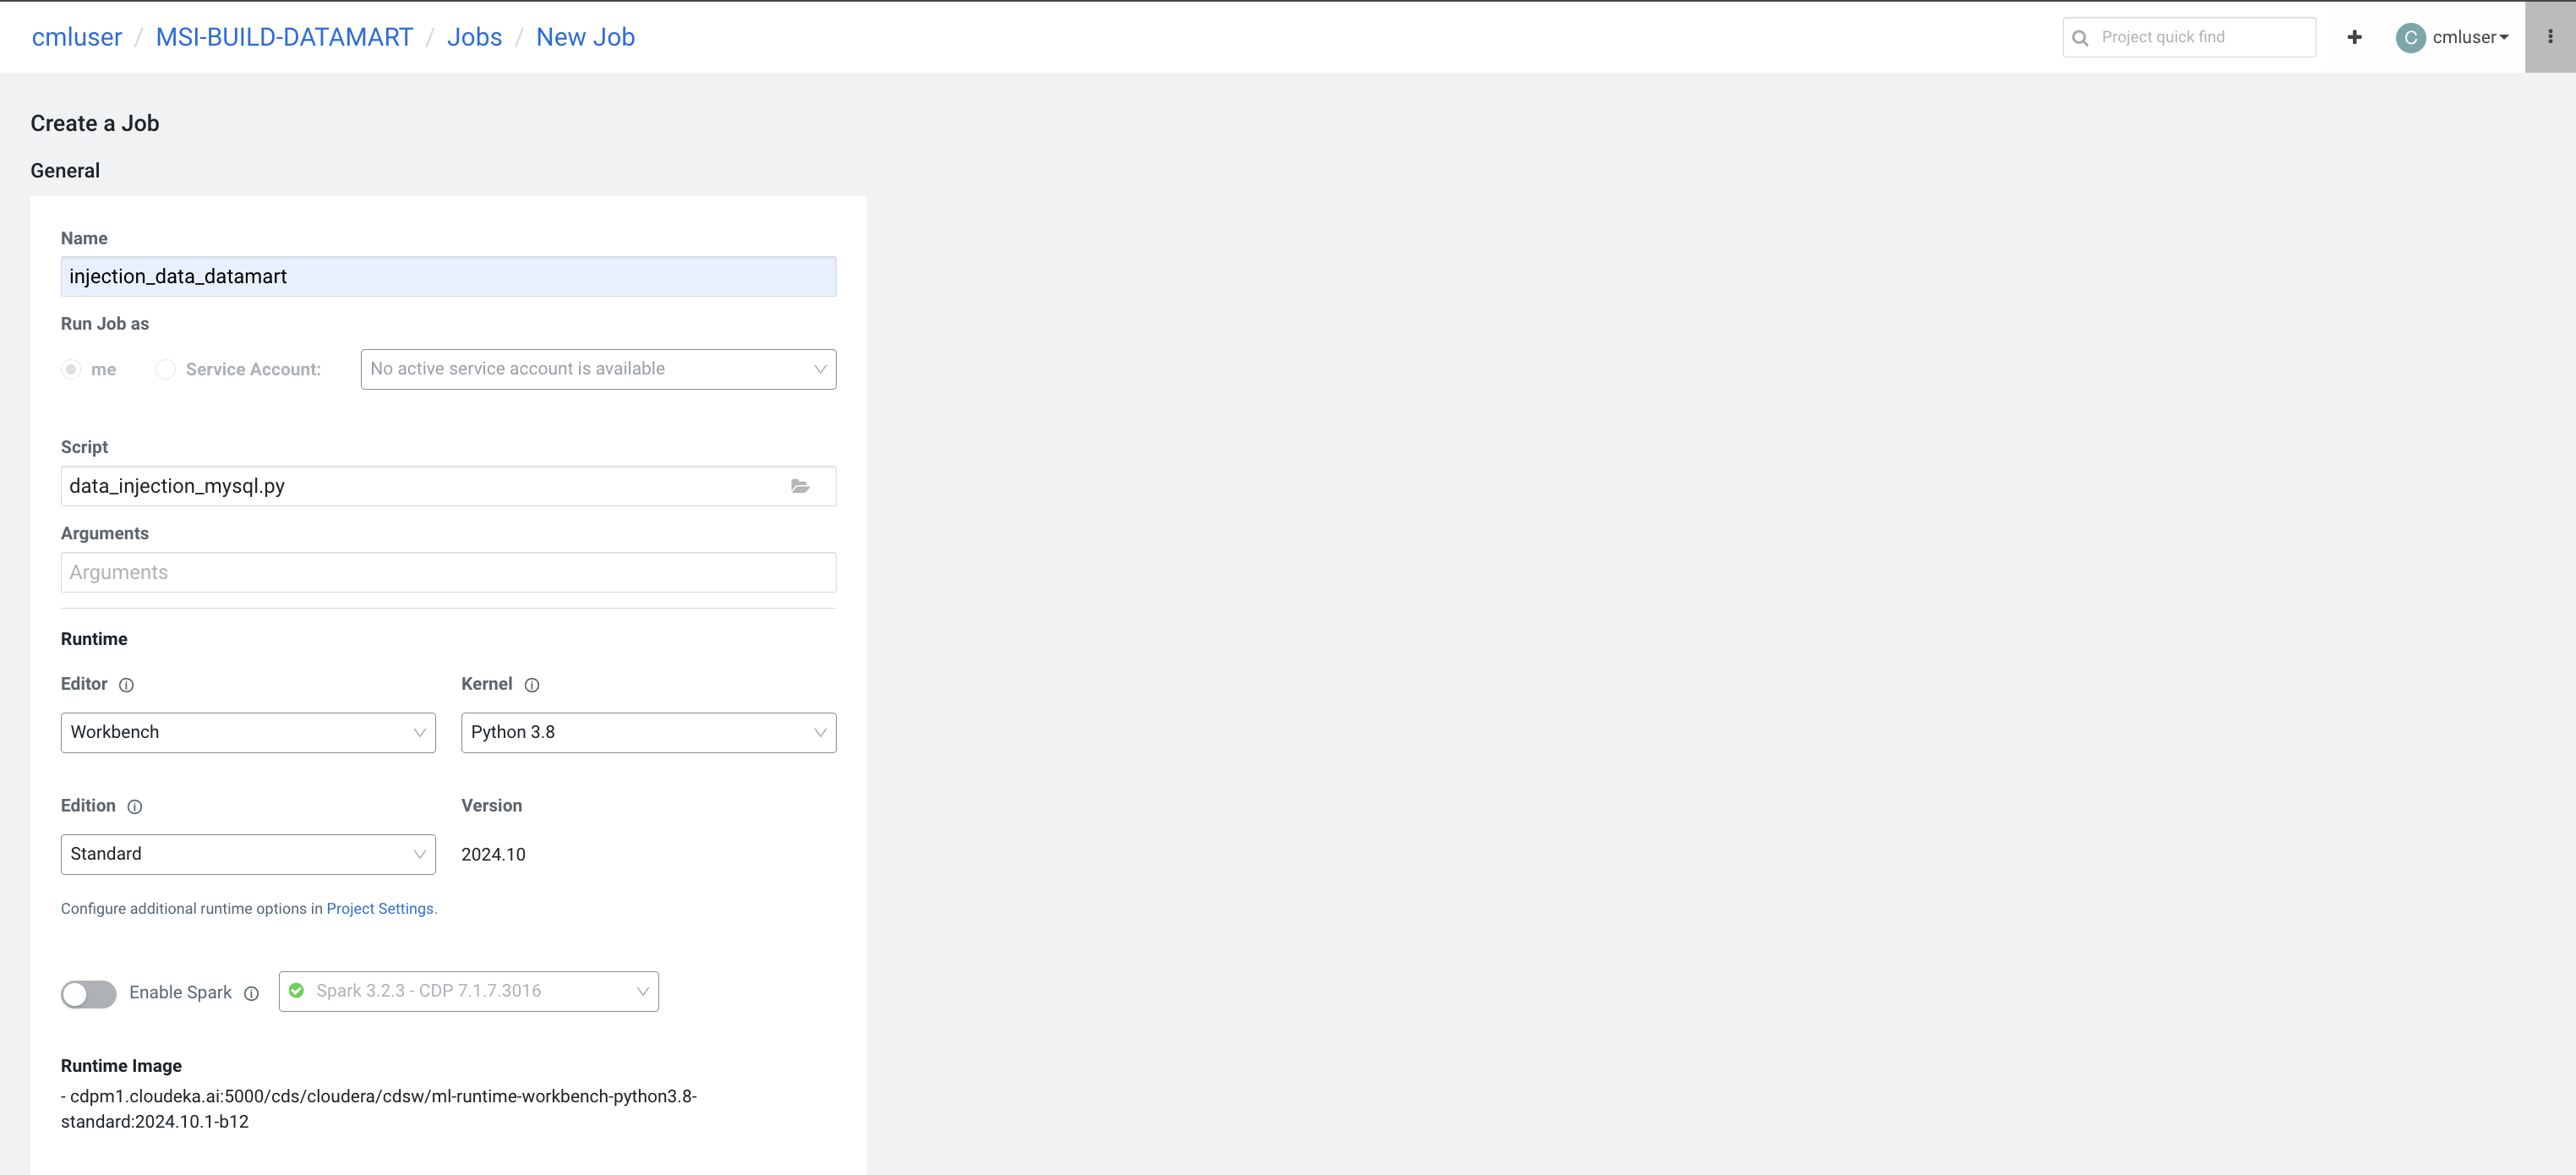 cmluser / MSI-BUILD-DATAMART / Jobs / New Job
Project quick find
C cmluser
Create a Job
General
Name
injection_data_datamart
Run Job as
me Service Account: No active service account is available
Script
data_injection_mysql.py
Arguments
Arguments
Runtime
Editor Kernel
Workbench Python 3.8
Edition Version
Standard 2024.10
Configure additional runtime options in Project Settings.
Enable Spark Spark 3.2.3 - CDP 7.1.7.3016
Runtime Image
- cdpm1.cloudeka.ai:5000/cds/cloudera/cdsw/ml-runtime-workbench-python3.8-
standard:2024.10.1-b12